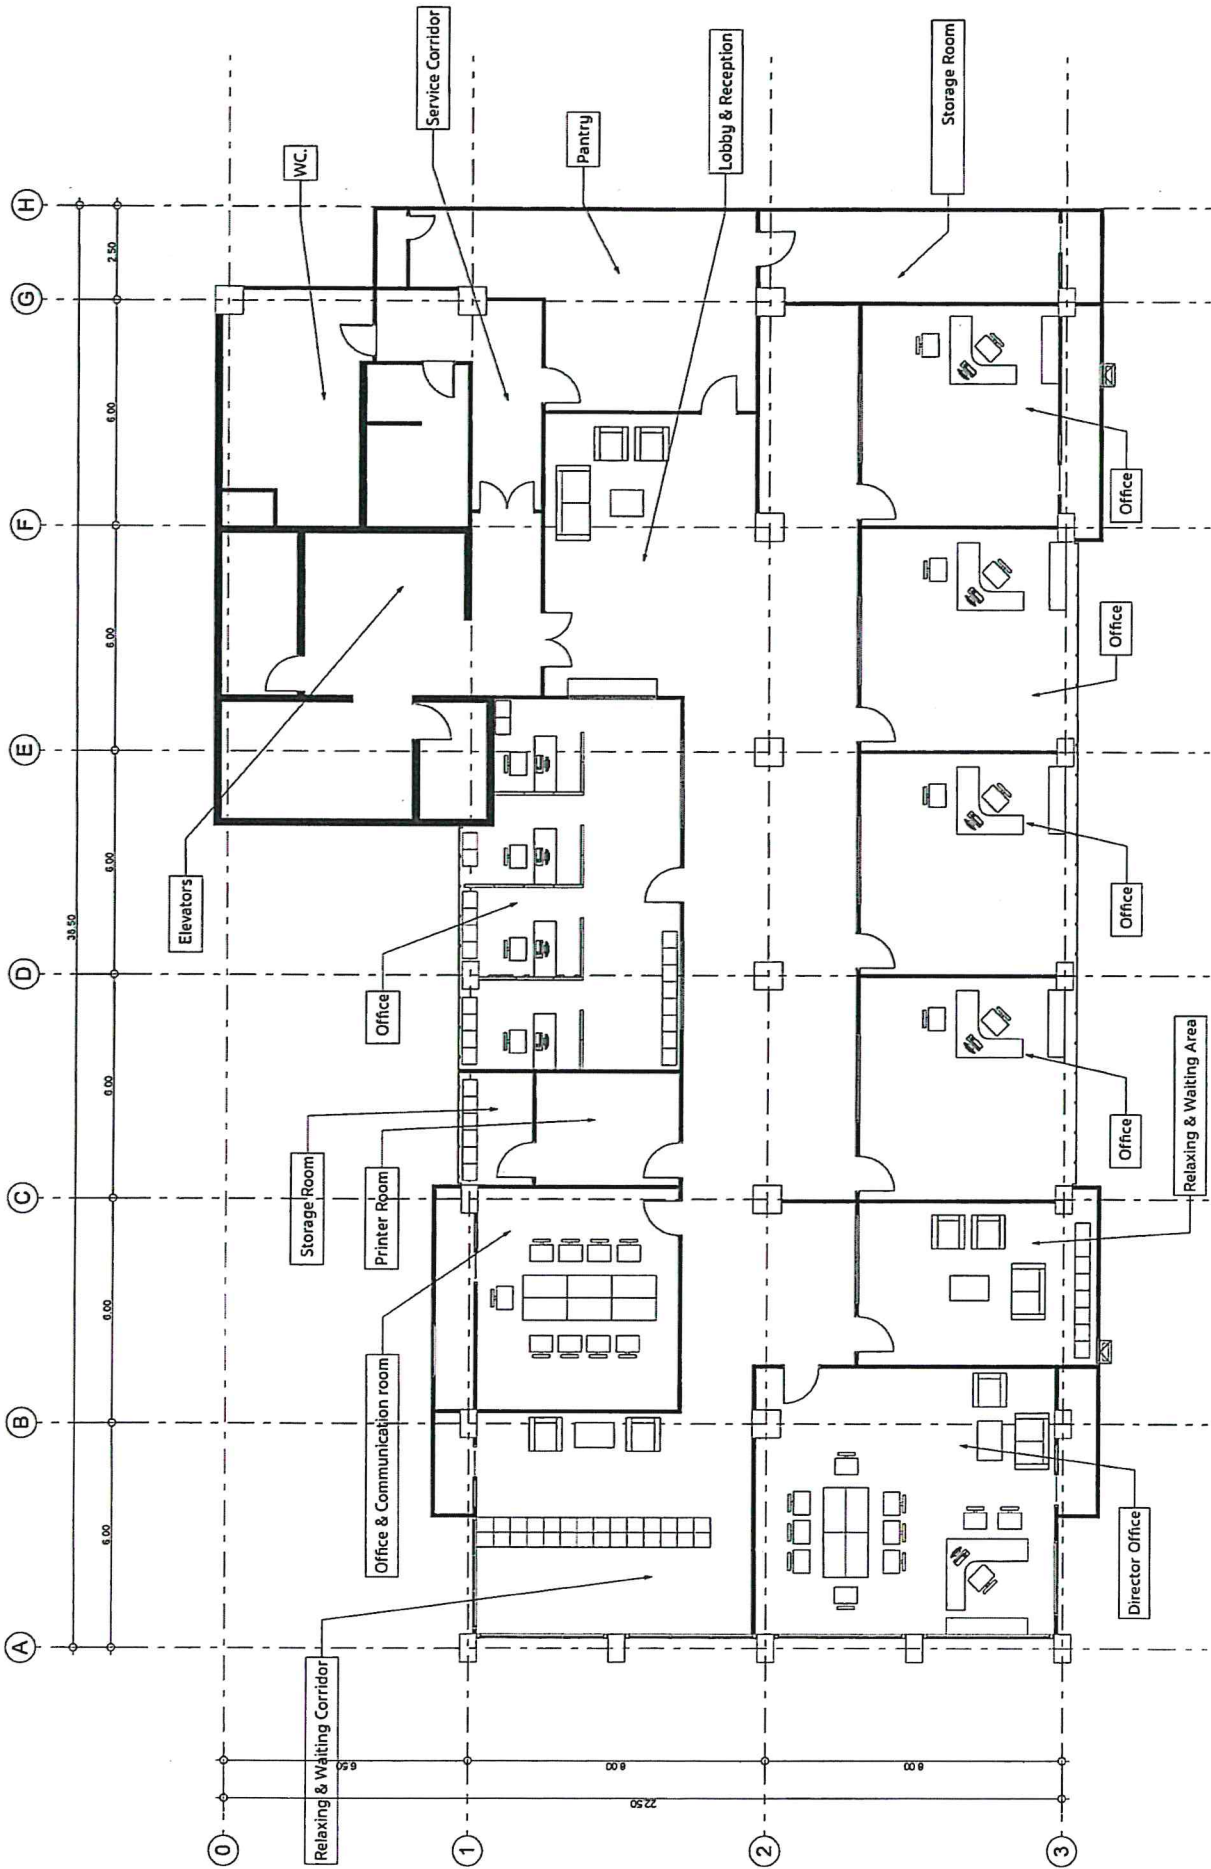 A
B
C
D
E
F
G
H
38.50
6.00
6.00
6.00
6.00
6.00
6.00
2.50
Elevators
WC.
0
Relaxing & Waiting Corridor
Storage Room
6.50
22.50
Office & Communication room
Printer Room
Office
Service Corridor
1
Pantry
8.00
Lobby & Reception
2
8.00
Storage Room
3
Director Office
Office
Office
Office
Office
Relaxing & Waiting Area